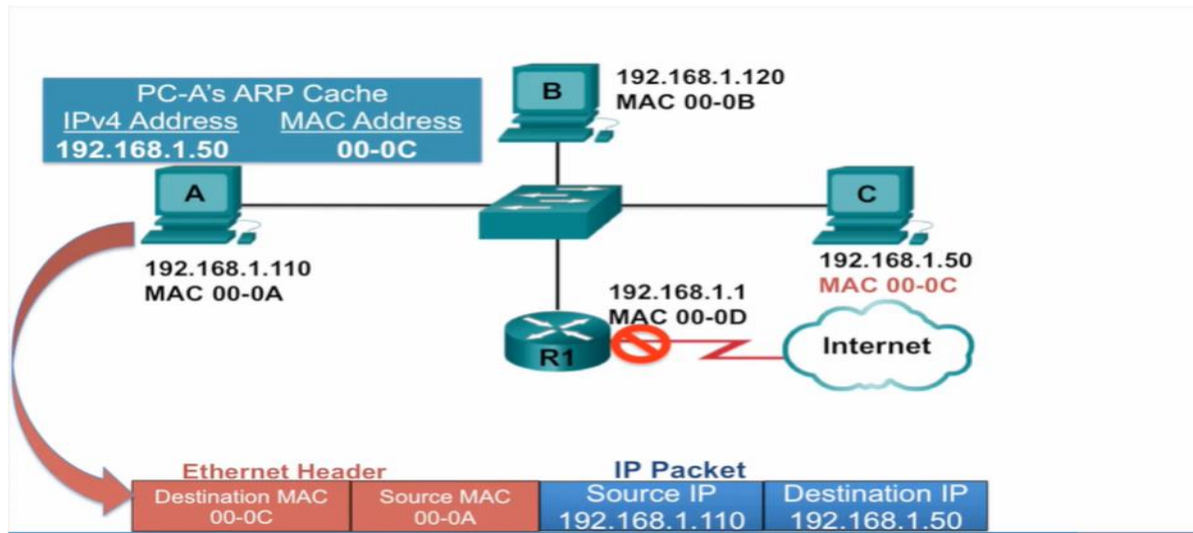 PC-A's ARP Cache
IPv4 Address MAC Address
192.168.1.50 00-0C
B
192.168.1.120
MAC 00-0B
A
192.168.1.110
MAC 00-0A
C
192.168.1.50
MAC 00-0C
192.168.1.1
MAC 00-0D
R1
Internet
Ethernet Header
IP Packet
Destination MAC
00-0C
Source MAC
00-0A
Source IP
192.168.1.110
Destination IP
192.168.1.50